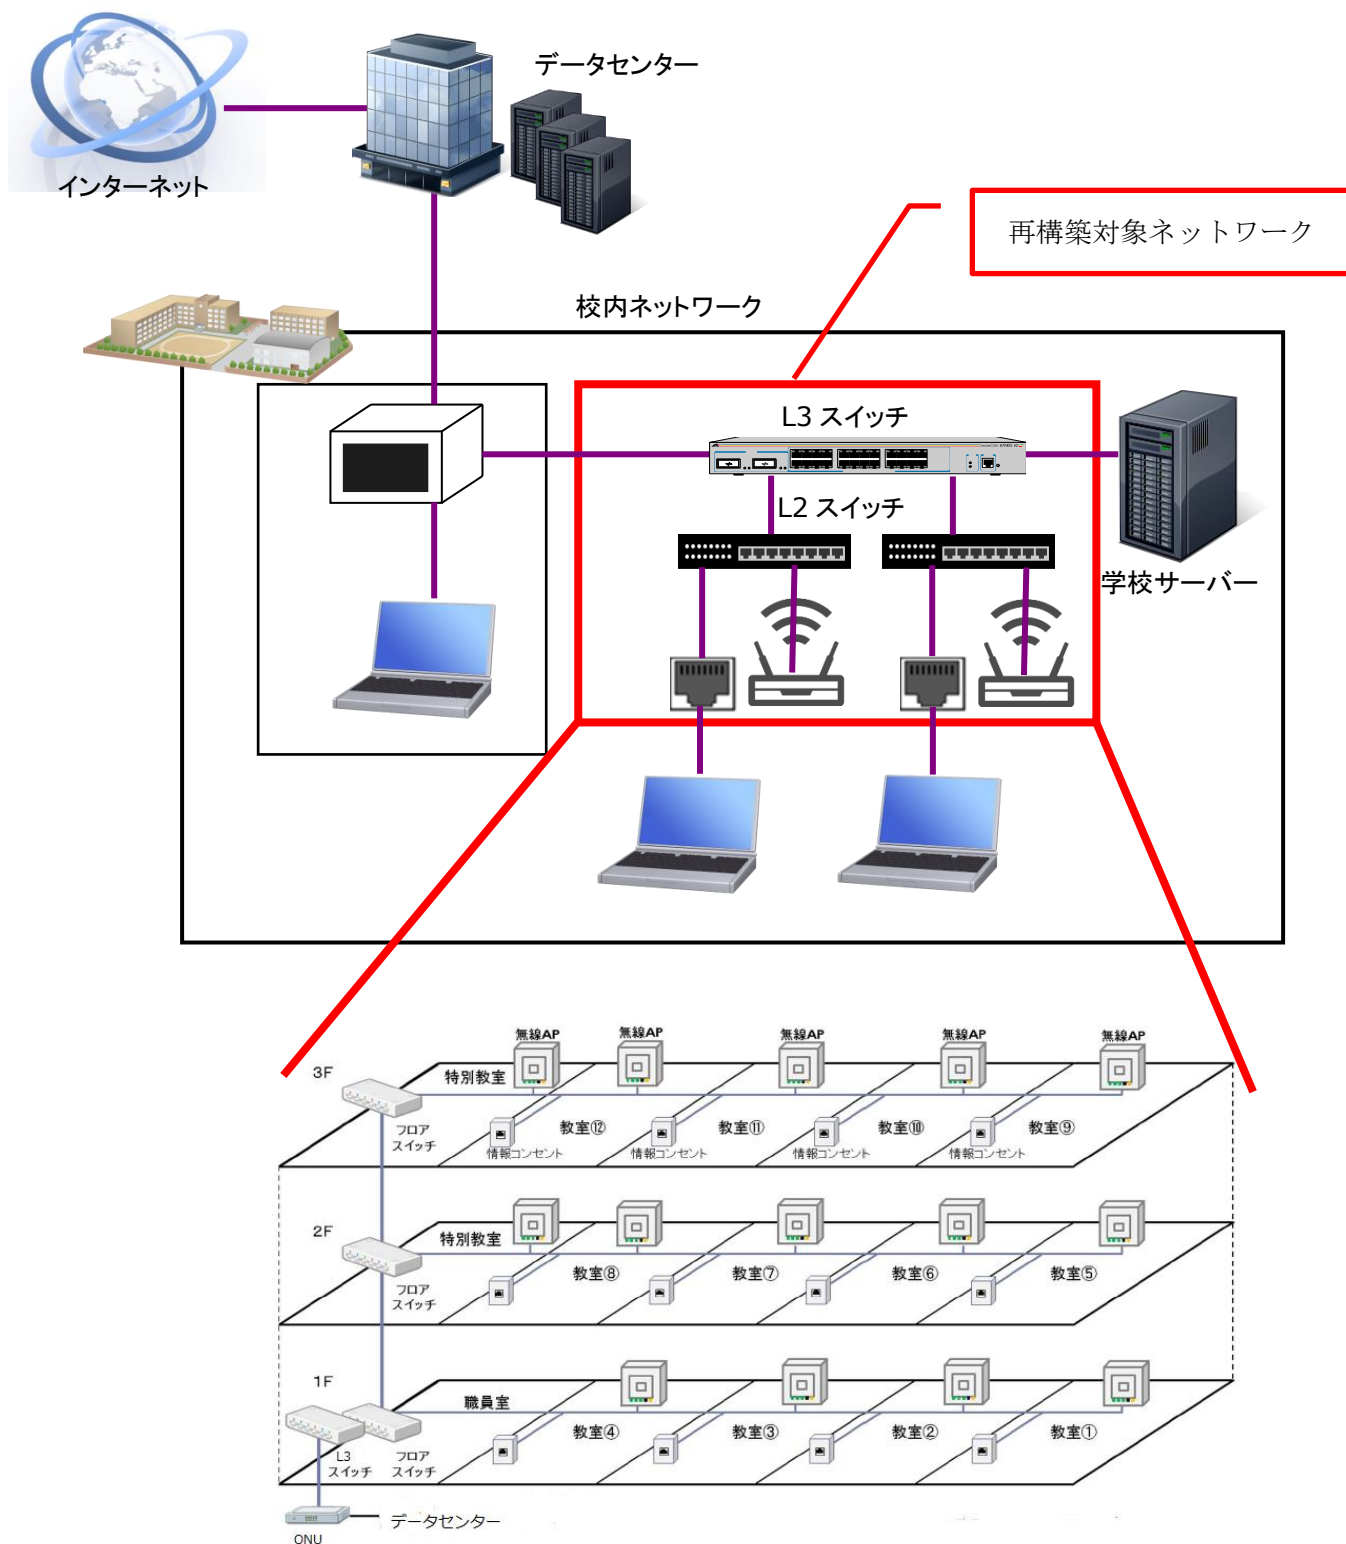 データセンター
インターネット
再構築対象ネットワーク
校内ネットワーク
L3 スイッチ
L2 スイッチ
学校サーバー
無線AP
無線AP
無線AP
無線AP
無線AP
3F
特別教室
フロア
スイッチ
教室⑫
教室⑪
教室⑩
教室⑨
情報コンセント
情報コンセント
情報コンセント
情報コンセント
2F
特別教室
フロア
スイッチ
教室⑧
教室⑦
教室⑥
教室⑤
1F
職員室
教室④
教室③
教室②
教室①
L3
スイッチ
フロア
スイッチ
データセンター
ONU